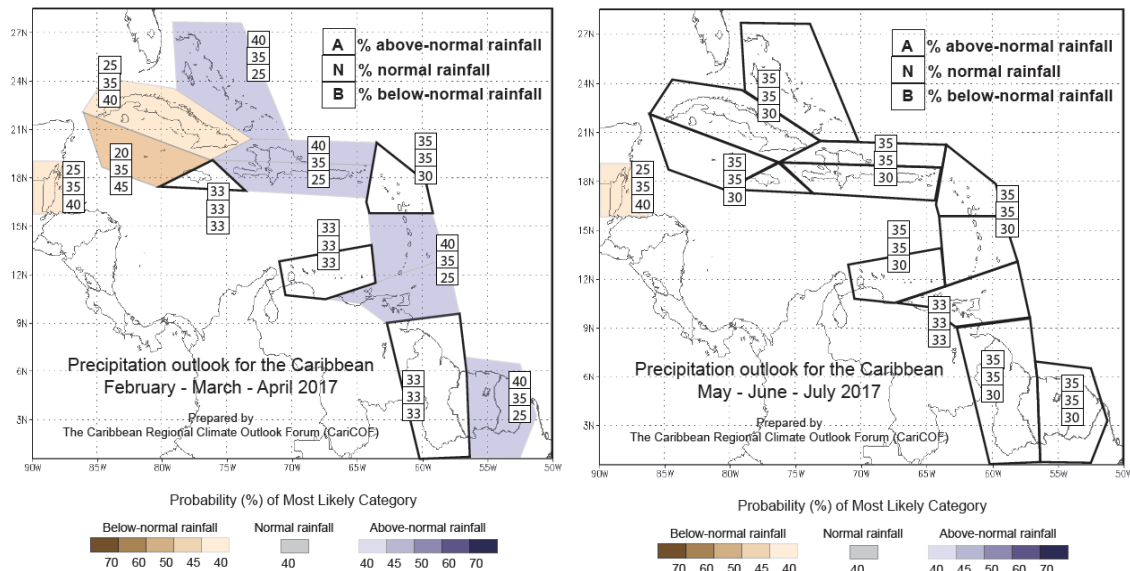 27N
24N
21N
18N
15N
12N
9N
6N
3N
90W
85W
80W
75W
70W
65W
60W
55W
50W
A % above-normal rainfall
N % normal rainfall
B % below-normal rainfall
40
35
25
25
35
40
20
35
45
40
35
25
35
35
30
25
35
40
33
33
33
33
33
33
40
35
25
33
33
33
40
35
25
Precipitation outlook for the Caribbean
February - March - April 2017
Prepared by
The Caribbean Regional Climate Outlook Forum (CariCOF)
Probability (%) of Most Likely Category
Below-normal rainfall
Normal rainfall
Above-normal rainfall
70 60 50 45 40
40
40 45 50 60 70
27N
24N
21N
18N
15N
12N
9N
6N
3N
90W
85W
80W
75W
70W
65W
60W
55W
50W
A % above-normal rainfall
N % normal rainfall
B % below-normal rainfall
35
35
30
35
35
30
35
35
30
25
35
40
35
35
30
35
35
30
33
33
33
35
35
30
35
35
30
Precipitation outlook for the Caribbean
May - June - July 2017
Prepared by
The Caribbean Regional Climate Outlook Forum (CariCOF)
Probability (%) of Most Likely Category
Below-normal rainfall
Normal rainfall
Above-normal rainfall
70 60 50 45 40
40
40 45 50 60 70